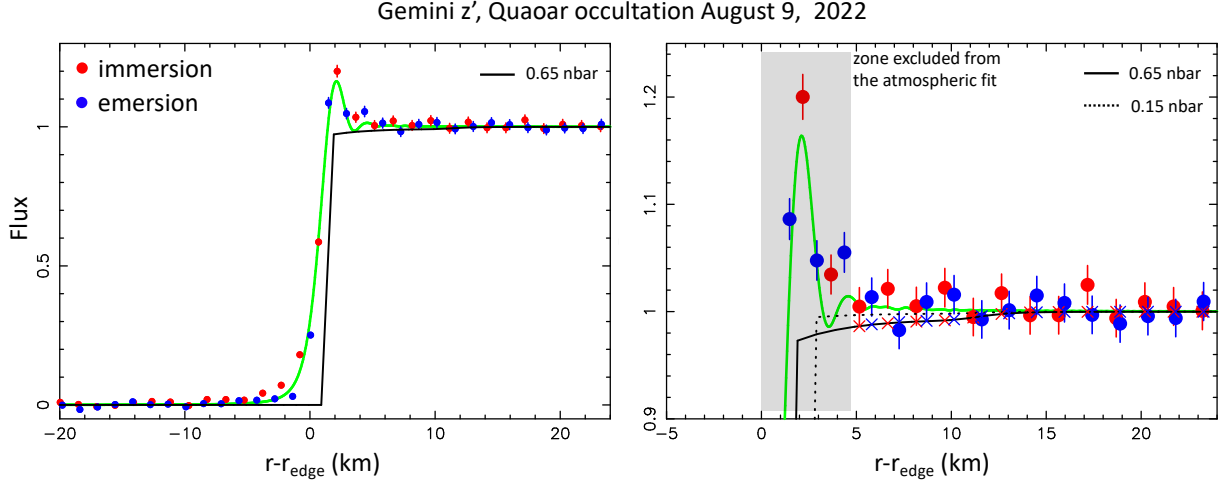 Gemini z’, Quaoar occultation August 9,  2022
immersion
emersion
0.65 nbar
Flux
1
0.5
0
-20
-10
0
10
20
r-r_edge (km)
zone excluded from
the atmospheric fit
0.65 nbar
0.15 nbar
1.2
1.1
1
0.9
-5
0
5
10
15
20
r-r_edge (km)